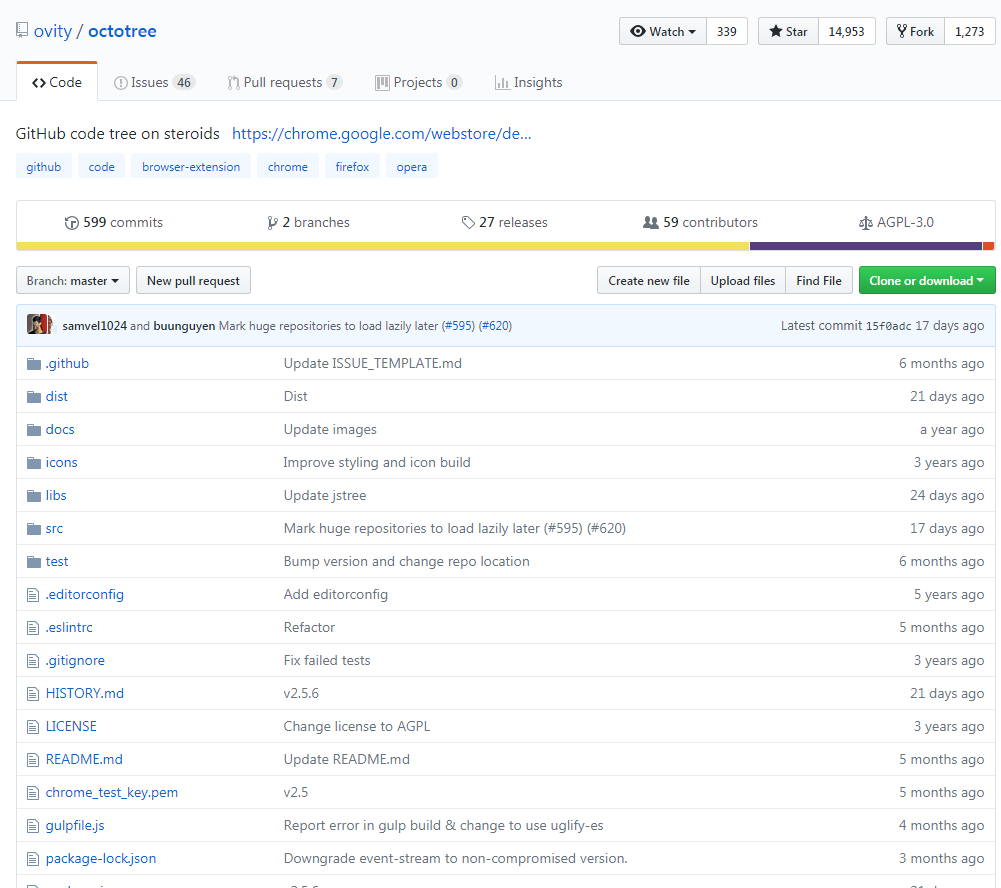 ovity / octotree Watch 339 Star 14,953 Fork 1,273
Code Issues 46 Pull requests 7 Projects 0 Insights
GitHub code tree on steroids https://chrome.google.com/webstore/de...
github code browser-extension chrome firefox opera
599 commits 2 branches 27 releases 59 contributors AGPL-3.0
Branch: master New pull request Create new file Upload files Find File Clone or download
samvel1024 and buunguyen Mark huge repositories to load lazily later (#595) (#620) Latest commit 15f0adc 17 days ago
.github Update ISSUE_TEMPLATE.md 6 months ago
dist Dist 21 days ago
docs Update images a year ago
icons Improve styling and icon build 3 years ago
libs Update jstree 24 days ago
src Mark huge repositories to load lazily later (#595) (#620) 17 days ago
test Bump version and change repo location 6 months ago
.editorconfig Add editorconfig 5 years ago
.eslintrc Refactor 5 months ago
.gitignore Fix failed tests 3 years ago
HISTORY.md v2.5.6 21 days ago
LICENSE Change license to AGPL 3 years ago
README.md Update README.md 5 months ago
chrome_test_key.pem v2.5 5 months ago
gulpfile.js Report error in gulp build & change to use uglify-es 4 months ago
package-lock.json Downgrade event-stream to non-compromised version. 3 months ago